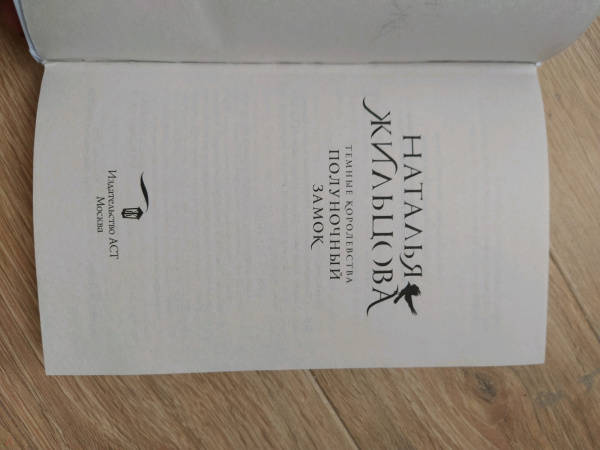 НАТАЛЬЯ
ЖИЛЬЦОВА
ТЕМНЫЕ КОРОЛЕВСТВА
ПОЛУНОЧНЫЙ
ЗАМОК
Издательство АСТ
Москва